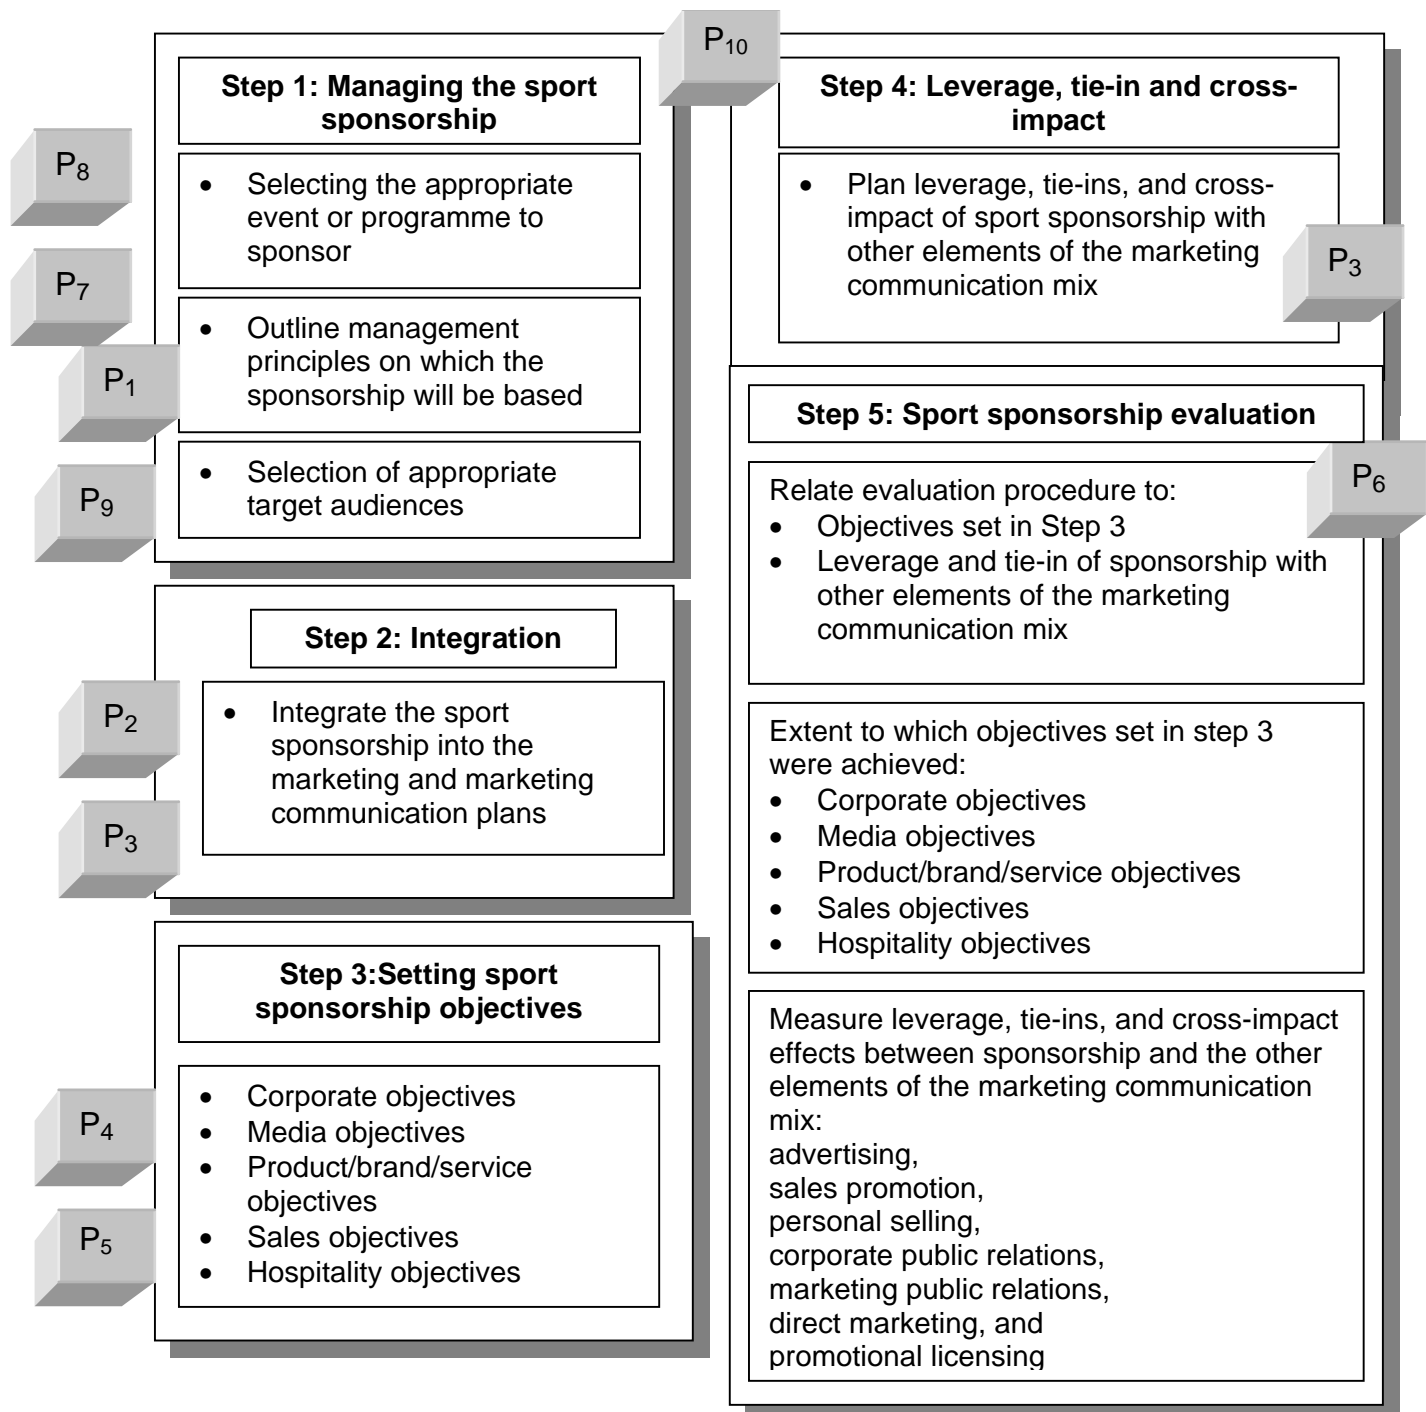 P10
Step 1: Managing the sport
sponsorship
P8
• Selecting the appropriate
event or programme to
sponsor
P7
• Outline management
principles on which the
sponsorship will be based
P1
• Selection of appropriate
target audiences
P9
Step 2: Integration
P2
• Integrate the sport
sponsorship into the
marketing and marketing
communication plans
P3
Step 3:Setting sport
sponsorship objectives
P4
• Corporate objectives
• Media objectives
• Product/brand/service
objectives
• Sales objectives
• Hospitality objectives
P5
Step 4: Leverage, tie-in and cross-
impact
• Plan leverage, tie-ins, and cross-
impact of sport sponsorship with
other elements of the marketing
communication mix
P3
Step 5: Sport sponsorship evaluation
P6
Relate evaluation procedure to:
• Objectives set in Step 3
• Leverage and tie-in of sponsorship with
other elements of the marketing
communication mix
Extent to which objectives set in step 3
were achieved:
• Corporate objectives
• Media objectives
• Product/brand/service objectives
• Sales objectives
• Hospitality objectives
Measure leverage, tie-ins, and cross-impact
effects between sponsorship and the other
elements of the marketing communication
mix:
advertising,
sales promotion,
personal selling,
corporate public relations,
marketing public relations,
direct marketing, and
promotional licensing